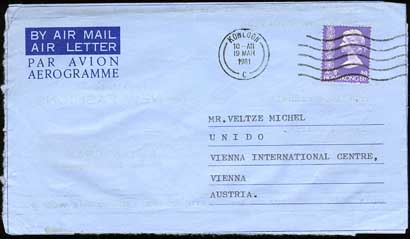 BY AIR MAIL
AIR LETTER
PAR AVION
AEROGRAMME
KOWLOON
10-AM
19 MAR
1981
C
HONG KONG
MR.VELTZE MICHEL
UNIDO
VIENNA INTERNATIONAL CENTRE,
VIENNA
AUSTRIA.